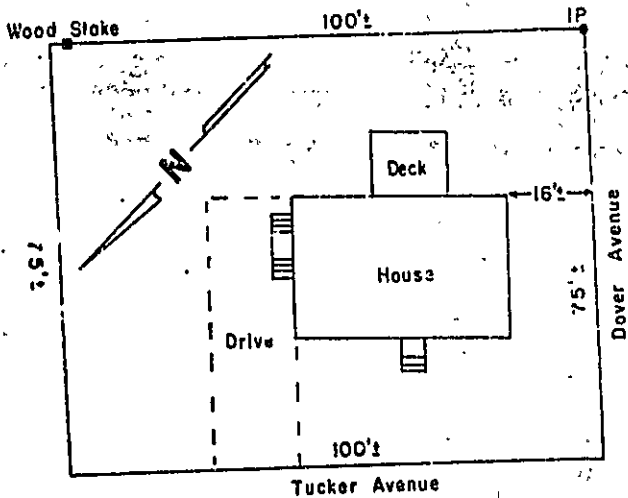 100'±
IP
Wood Stake
N
Deck
16'±
75'±
House
75'±
Dover Avenue
Drive
100'±
Tucker Avenue